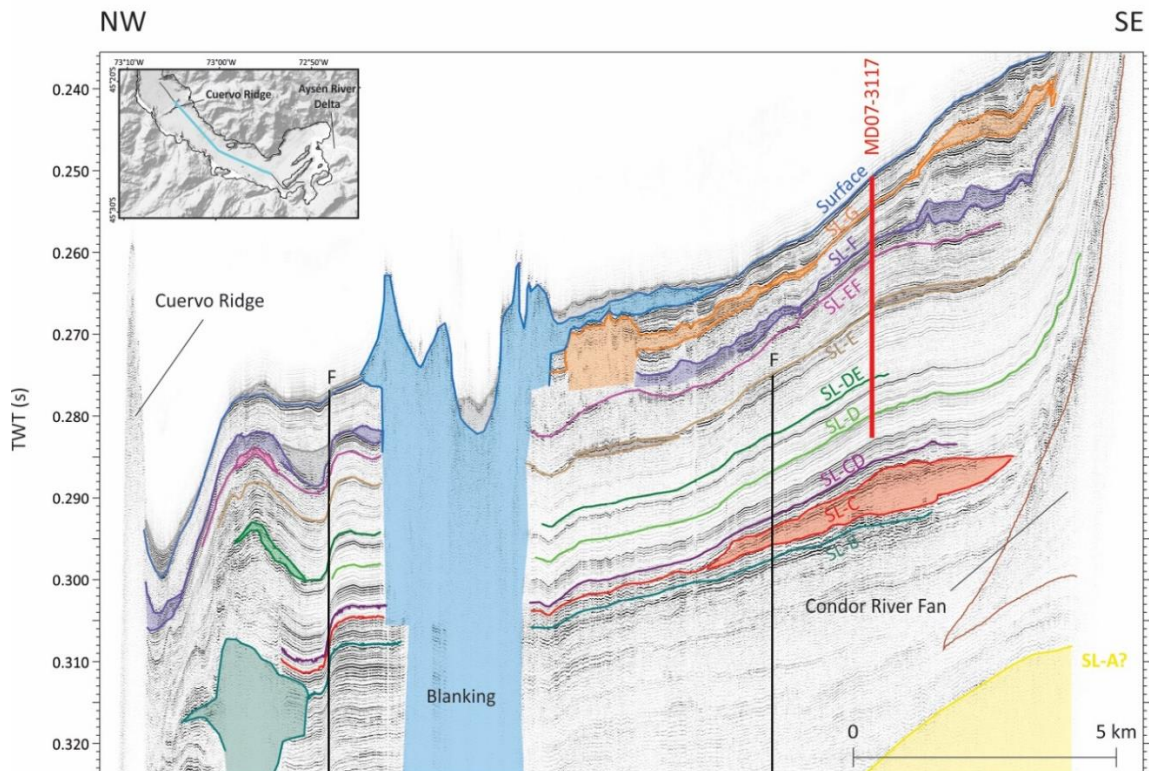 NW
SE
73°10'W
73°00'W
72°50'W
45°20'S
45°30'S
Cuervo Ridge
Aysén River
Delta
TWT (s)
0.240
0.250
0.260
0.270
0.280
0.290
0.300
0.310
0.320
MD07-3117
Surface
SL-G
SL-F
SL-EF
SL-E
SL-DE
SL-D
SL-CD
SL-C
SL-B
SL-A?
Cuervo Ridge
F
F
Blanking
Condor River Fan
0
5 km